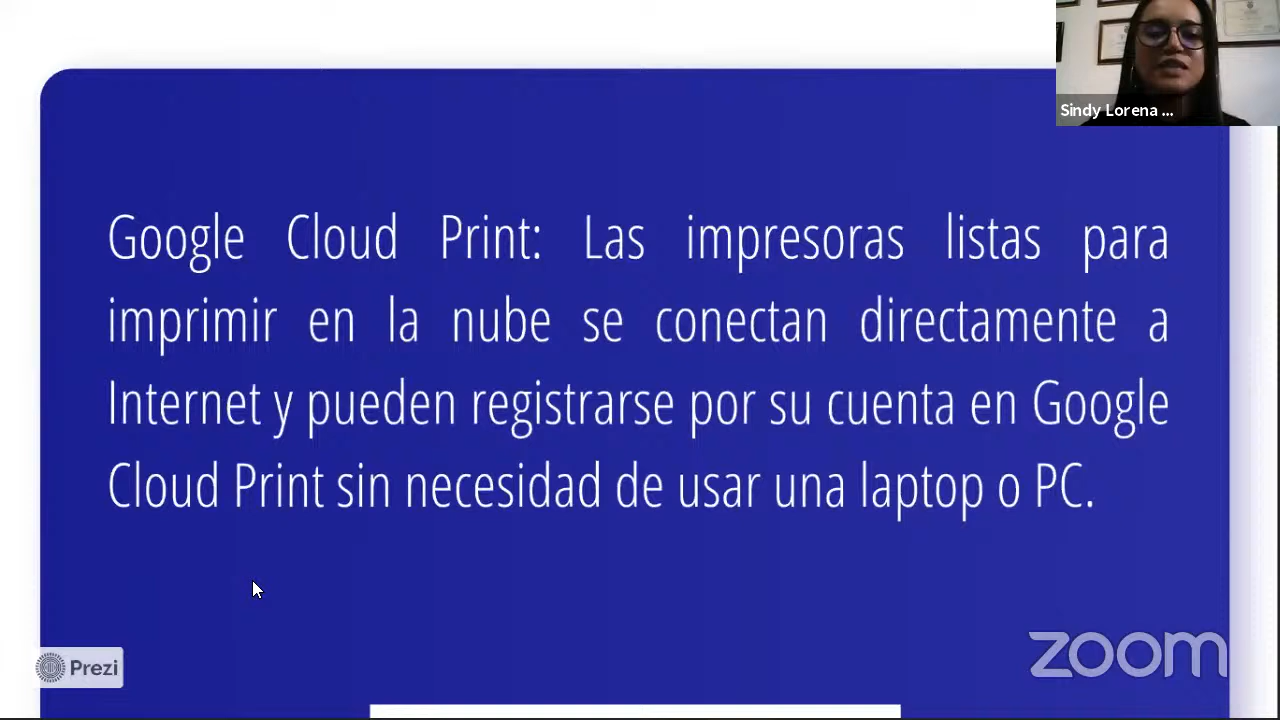 Sindy Lorena ...
Google Cloud Print: Las impresoras listas para
imprimir en la nube se conectan directamente a
Internet y pueden registrarse por su cuenta en Google
Cloud Print sin necesidad de usar una laptop o PC.
Prezi
zoom